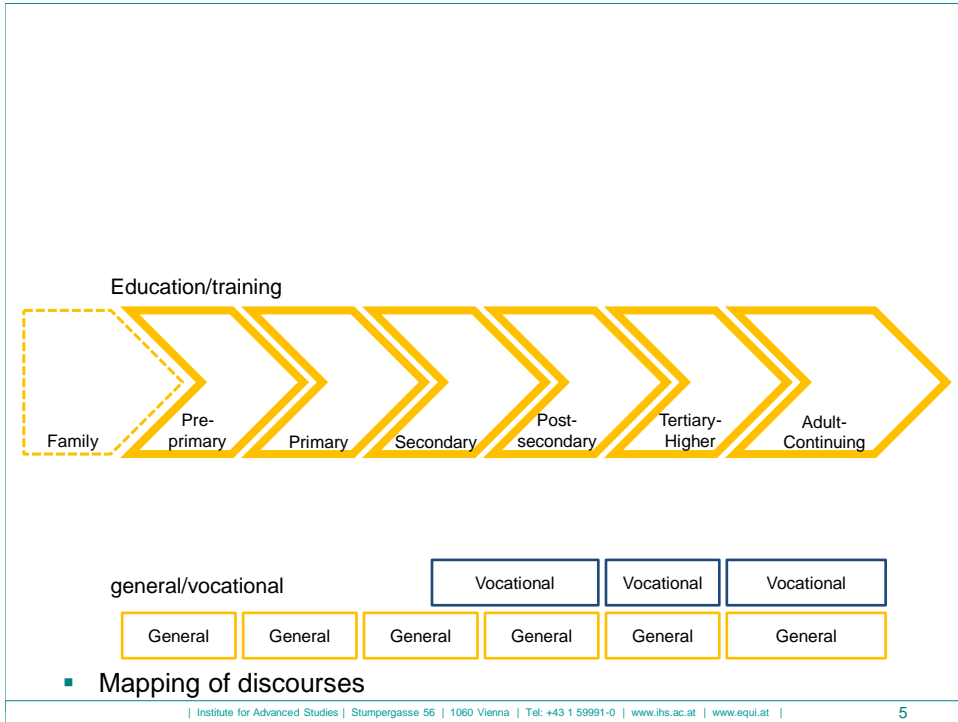 Education/training
Family
Pre-
primary
Primary
Secondary
Post-
secondary
Tertiary-
Higher
Adult-
Continuing
general/vocational
Vocational
Vocational
Vocational
General
General
General
General
General
General
▪ Mapping of discourses
| Institute for Advanced Studies | Stumpergasse 56 | 1060 Vienna | Tel: +43 1 59991-0 | www.ihs.ac.at | www.equi.at |
5